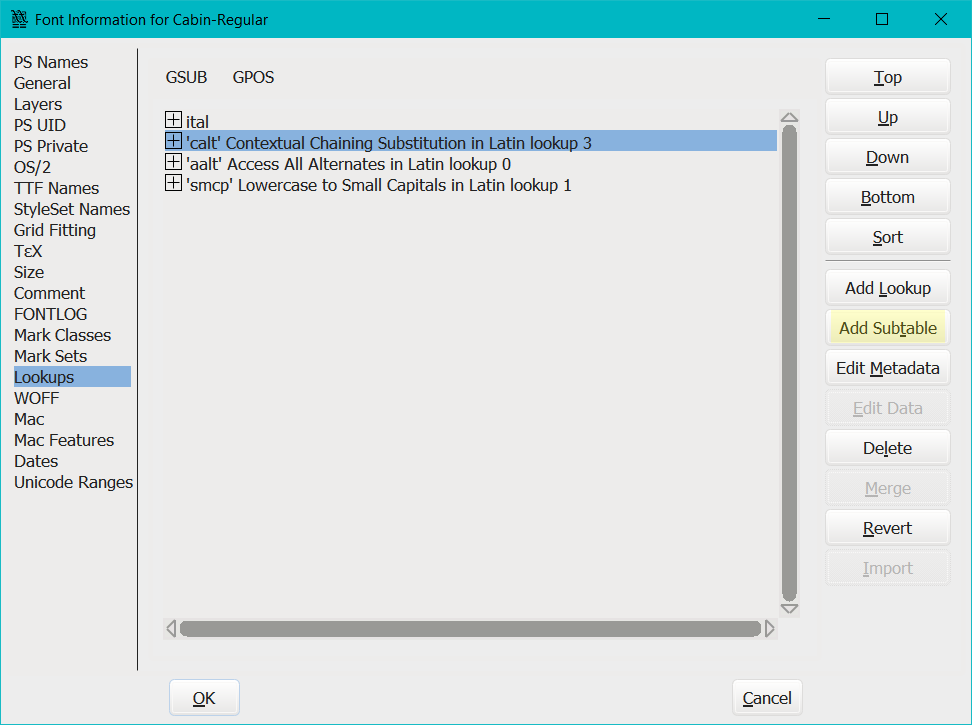 Font Information for Cabin-Regular
PS Names
General
Layers
PS UID
PS Private
OS/2
TTF Names
StyleSet Names
Grid Fitting
TεX
Size
Comment
FONTLOG
Mark Classes
Mark Sets
Lookups
WOFF
Mac
Mac Features
Dates
Unicode Ranges
GSUB GPOS
ital
'calt' Contextual Chaining Substitution in Latin lookup 3
'aalt' Access All Alternates in Latin lookup 0
'smcp' Lowercase to Small Capitals in Latin lookup 1
Top
Up
Down
Bottom
Sort
Add Lookup
Add Subtable
Edit Metadata
Edit Data
Delete
Merge
Revert
Import
OK
Cancel